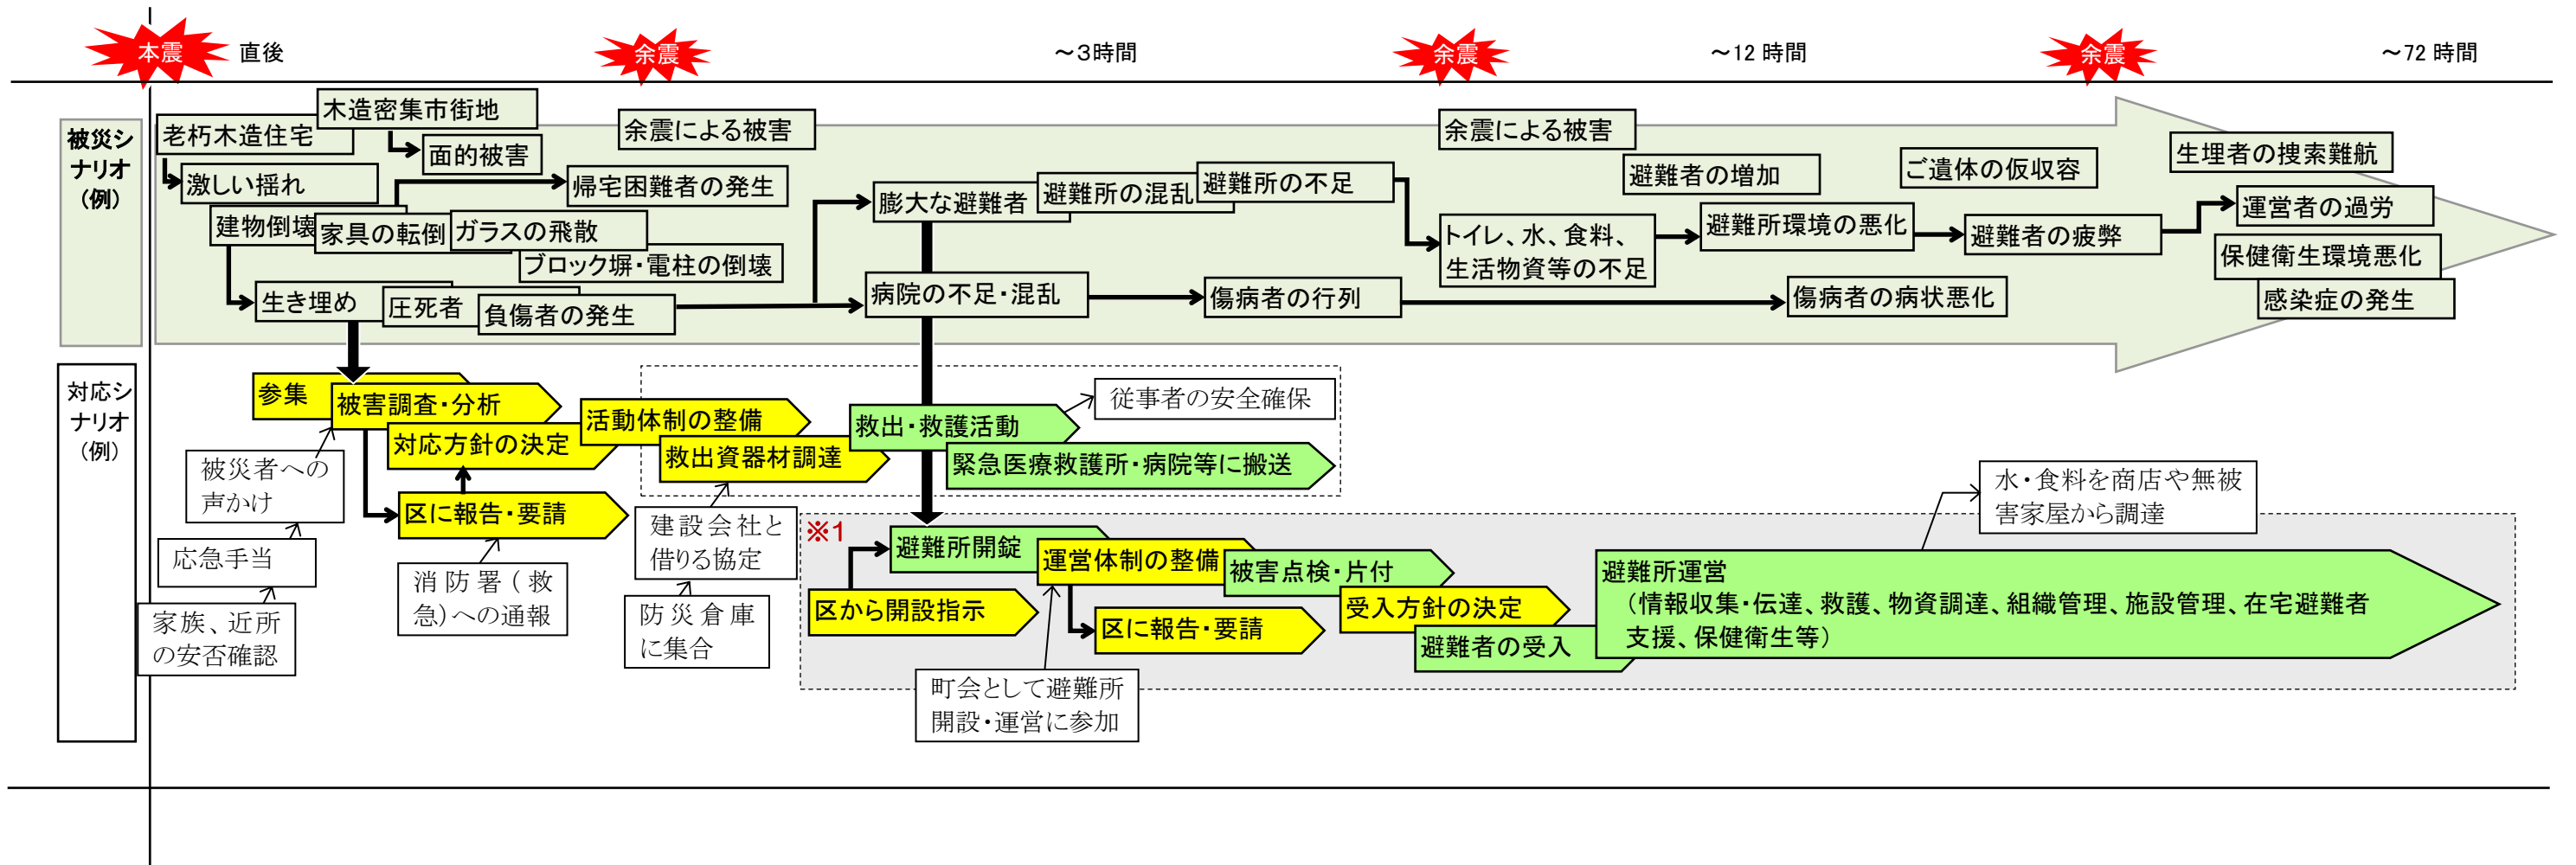 本震
直後
余震
～3時間
余震
～12 時間
余震
～72 時間
被災シ
ナリオ
(例)
木造密集市街地
老朽木造住宅
余震による被害
余震による被害
面的被害
激しい揺れ
帰宅困難者の発生
膨大な避難者
避難所の混乱
避難所の不足
避難者の増加
ご遺体の仮収容
生埋者の捜索難航
建物倒壊
家具の転倒
ガラスの飛散
ブロック塀・電柱の倒壊
トイレ、水、食料、
生活物資等の不足
避難所環境の悪化
避難者の疲弊
運営者の過労
保健衛生環境悪化
感染症の発生
生き埋め
圧死者
負傷者の発生
病院の不足・混乱
傷病者の行列
傷病者の病状悪化
対応シ
ナリオ
(例)
参集
被害調査・分析
対応方針の決定
活動体制の整備
救出資器材調達
救出・救護活動
従事者の安全確保
緊急医療救護所・病院等に搬送
被災者への
声かけ
区に報告・要請
応急手当
家族、近所
の安否確認
消防署(救
急)への通報
建設会社と
借りる協定
防災倉庫
に集合
水・食料を商店や無被
害家屋から調達
※1
避難所開錠
運営体制の整備
被害点検・片付
区から開設指示
区に報告・要請
受入方針の決定
避難者の受入
避難所運営
(情報収集・伝達、救護、物資調達、組織管理、施設管理、在宅避難者
支援、保健衛生等)
町会として避難所
開設・運営に参加